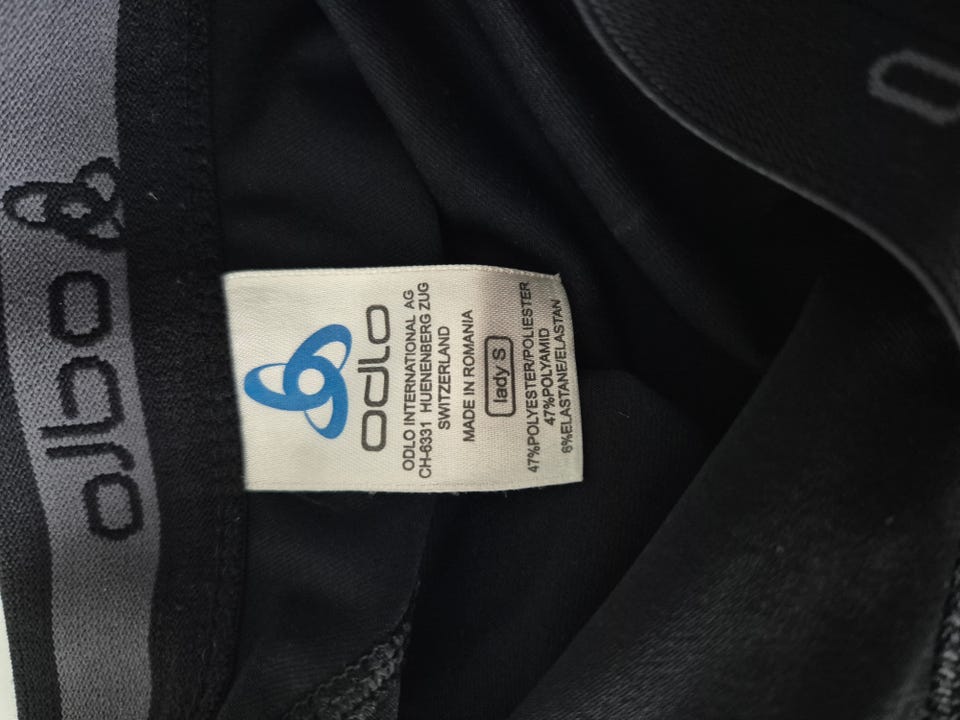 odlo
odlo
ODLO INTERNATIONAL AG
CH-6331 HUENENBERG ZUG
SWITZERLAND
MADE IN ROMANIA
lady S
47%POLYESTER/POLIESTER
47%POLYAMID
6%ELASTANE/ELASTAN